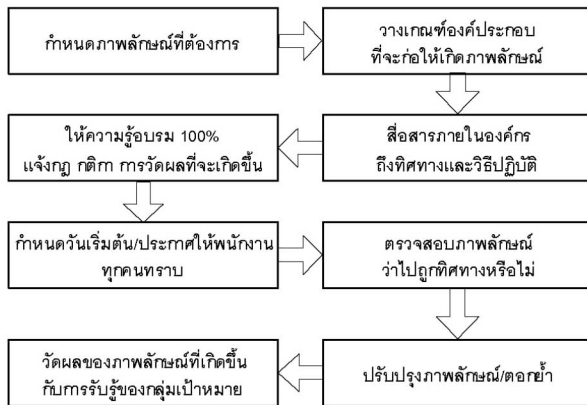 กำหนดภาพลักษณ์ที่ต้องการ
วางเกณฑ์องค์ประกอบ
ที่จะก่อให้เกิดภาพลักษณ์
สื่อสารภายในองค์กร
ถึงทิศทางและวิธีปฏิบัติ
ให้ความรู้อบรม 100%
แจ้งกฎ กติกา การวัดผลที่จะเกิดขึ้น
กำหนดวันเริ่มต้น/ประกาศให้พนักงาน
ทุกคนทราบ
ตรวจสอบภาพลักษณ์
ว่าไปถูกทิศทางหรือไม่
ปรับปรุงภาพลักษณ์/ตอกย้ำ
วัดผลของภาพลักษณ์ที่เกิดขึ้น
กับการรับรู้ของกลุ่มเป้าหมาย